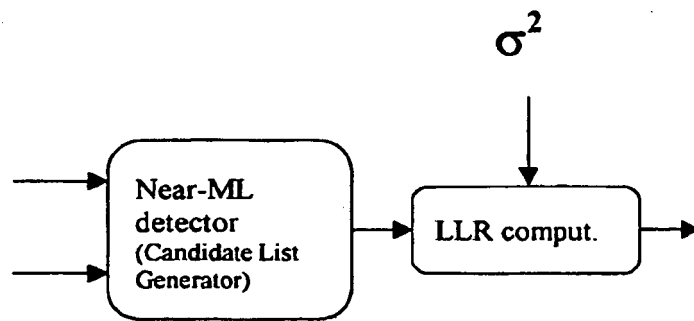 σ²
Near-ML
detector
(Candidate List
Generator)
LLR comput.